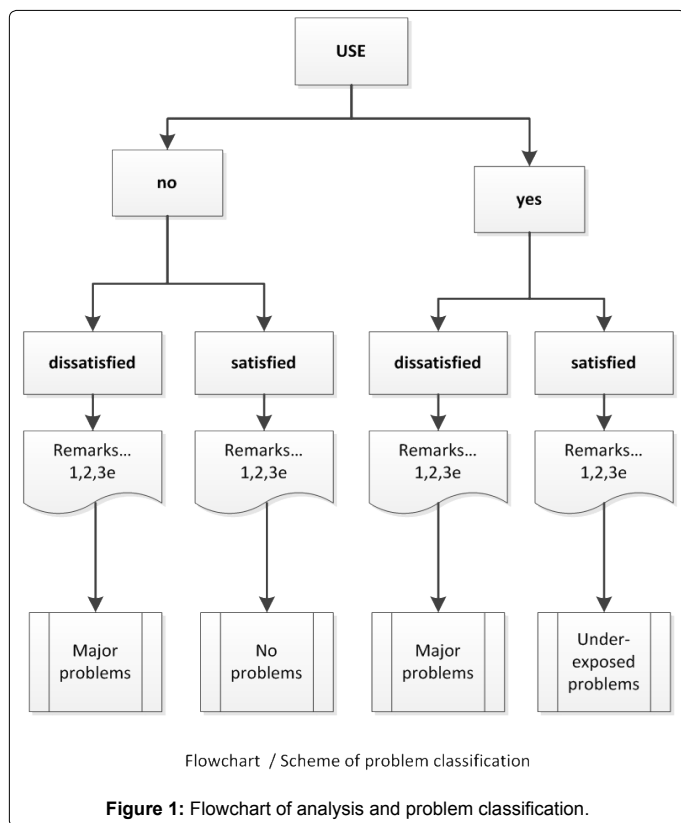 USE
no
yes
dissatisfied
satisfied
dissatisfied
satisfied
Remarks...
1,2,3e
Remarks...
1,2,3e
Remarks...
1,2,3e
Remarks...
1,2,3e
Major
problems
No
problems
Major
problems
Under-
exposed
problems
Flowchart / Scheme of problem classification
Figure 1: Flowchart of analysis and problem classification.